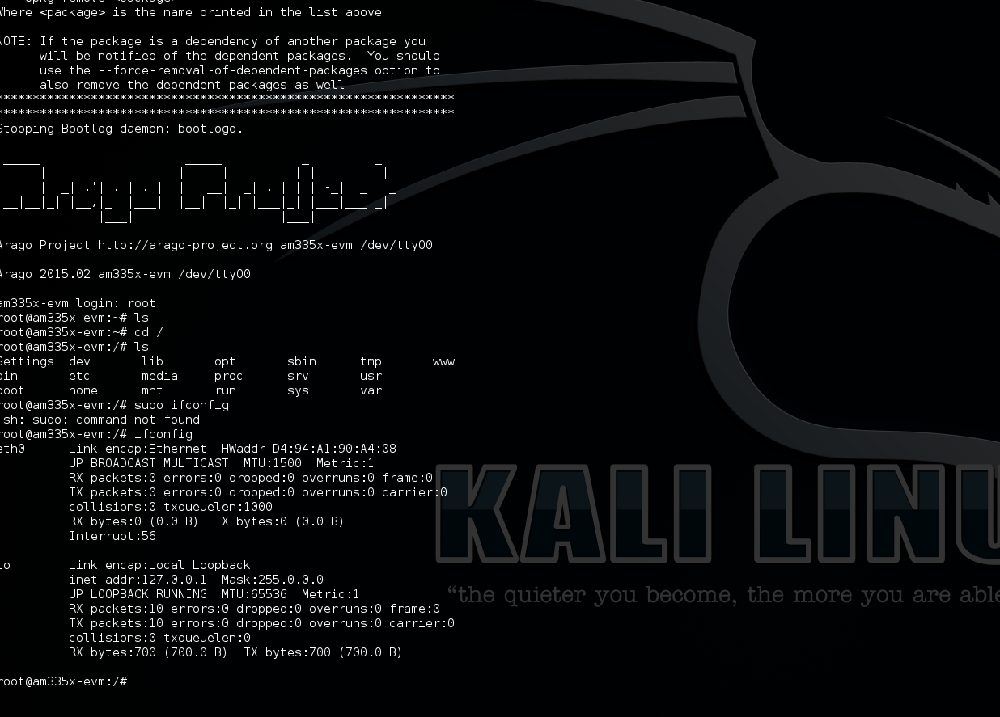 Where <package> is the name printed in the list above
NOTE: If the package is a dependency of another package you
will be notified of the dependent packages.  You should
use the --force-removal-of-dependent-packages option to
also remove the dependent packages as well
***************************************************************
***************************************************************
Stopping Bootlog daemon: bootlogd.
Arago Project
Arago Project http://arago-project.org am335x-evm /dev/ttyO0
Arago 2015.02 am335x-evm /dev/ttyO0
am335x-evm login: root
root@am335x-evm:~# ls
root@am335x-evm:~# cd /
root@am335x-evm:/# ls
Settings  dev       lib       opt       sbin      tmp       www
bin       etc       media     proc      srv       usr
boot      home      mnt       run       sys       var
root@am335x-evm:/# sudo ifconfig
-sh: sudo: command not found
root@am335x-evm:/# ifconfig
eth0      Link encap:Ethernet  HWaddr D4:94:A1:90:A4:08
UP BROADCAST MULTICAST  MTU:1500  Metric:1
RX packets:0 errors:0 dropped:0 overruns:0 frame:0
TX packets:0 errors:0 dropped:0 overruns:0 carrier:0
collisions:0 txqueuelen:1000
RX bytes:0 (0.0 B)  TX bytes:0 (0.0 B)
Interrupt:56
lo        Link encap:Local Loopback
inet addr:127.0.0.1  Mask:255.0.0.0
UP LOOPBACK RUNNING  MTU:65536  Metric:1
RX packets:10 errors:0 dropped:0 overruns:0 frame:0
TX packets:10 errors:0 dropped:0 overruns:0 carrier:0
collisions:0 txqueuelen:0
RX bytes:700 (700.0 B)  TX bytes:700 (700.0 B)
root@am335x-evm:/#
KALI LINU
“the quieter you become, the more you are able